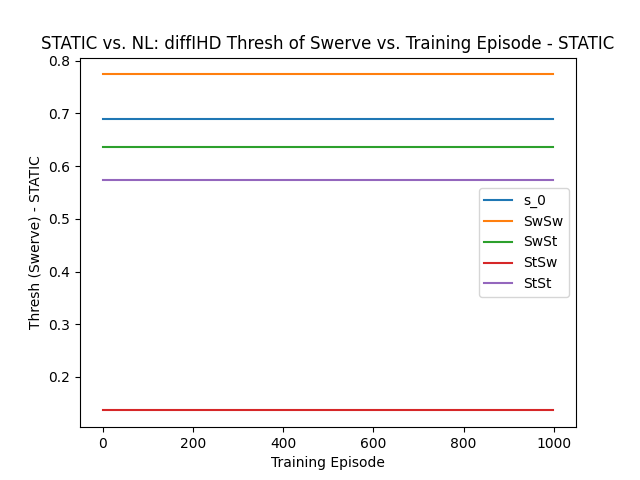 STATIC vs. NL: diffIHD Thresh of Swerve vs. Training Episode - STATIC
Thresh (Swerve) - STATIC
0.8
0.7
0.6
0.5
0.4
0.3
0.2
s_0
SwSw
SwSt
StSw
StSt
0 200 400 600 800 1000
Training Episode